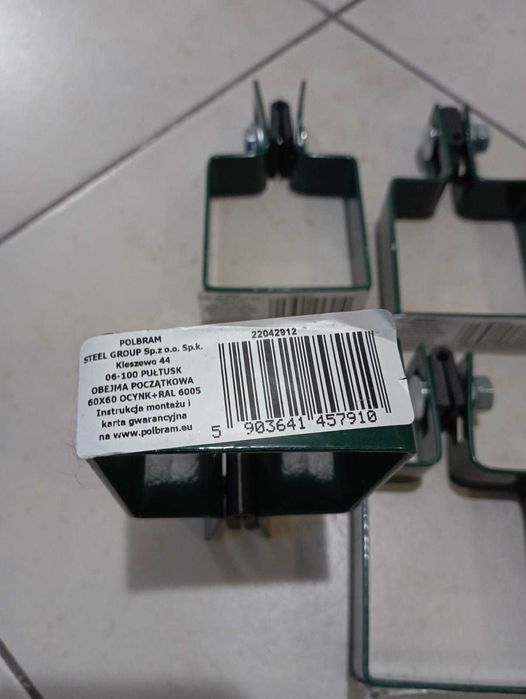 POLBRAM
STEEL GROUP Sp.z o.o. Sp.k.
Kleszewo 44
06-100 PUŁTUSK
OBEJMA POCZĄTKOWA
60X60 OCYNK+RAL 6005
Instrukcja montażu i
karta gwarancyjna
na www.polbram.eu
22042912
5 903641 457910